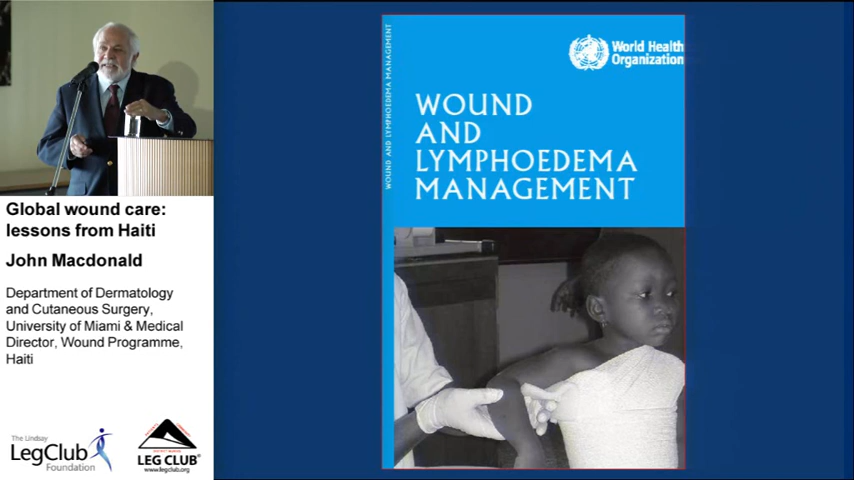 Global wound care:
lessons from Haiti
John Macdonald
Department of Dermatology
and Cutaneous Surgery,
University of Miami & Medical
Director, Wound Programme,
Haiti
The Lindsay
LegClub
Foundation
LEG CLUB®
www.legclub.org
WOUND AND LYMPHOEDEMA MANAGEMENT
World Health
Organization
WOUND
AND
LYMPHOEDEMA
MANAGEMENT